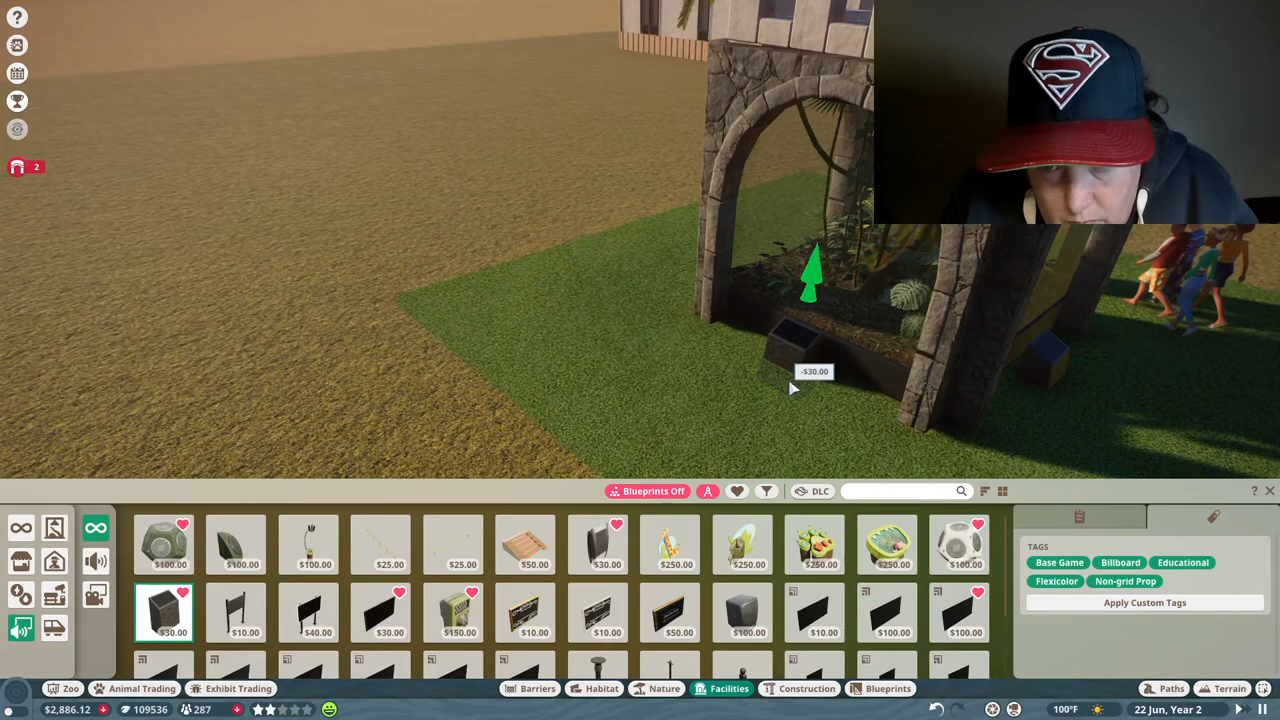 ?
2
-$30.00
Blueprints Off
DLC
?
$100.00
$100.00
$100.00
$25.00
$25.00
$50.00
$30.00
$250.00
$250.00
$250.00
$250.00
$100.00
$30.00
$10.00
$40.00
$30.00
$150.00
$10.00
$10.00
$50.00
$100.00
$10.00
$100.00
$100.00
TAGS
Base Game
Billboard
Educational
Flexicolor
Non-grid Prop
Apply Custom Tags
Zoo
Animal Trading
Exhibit Trading
Barriers
Habitat
Nature
Facilities
Construction
Blueprints
Paths
Terrain
$2,886.12
109536
287
100°F
22 Jun, Year 2